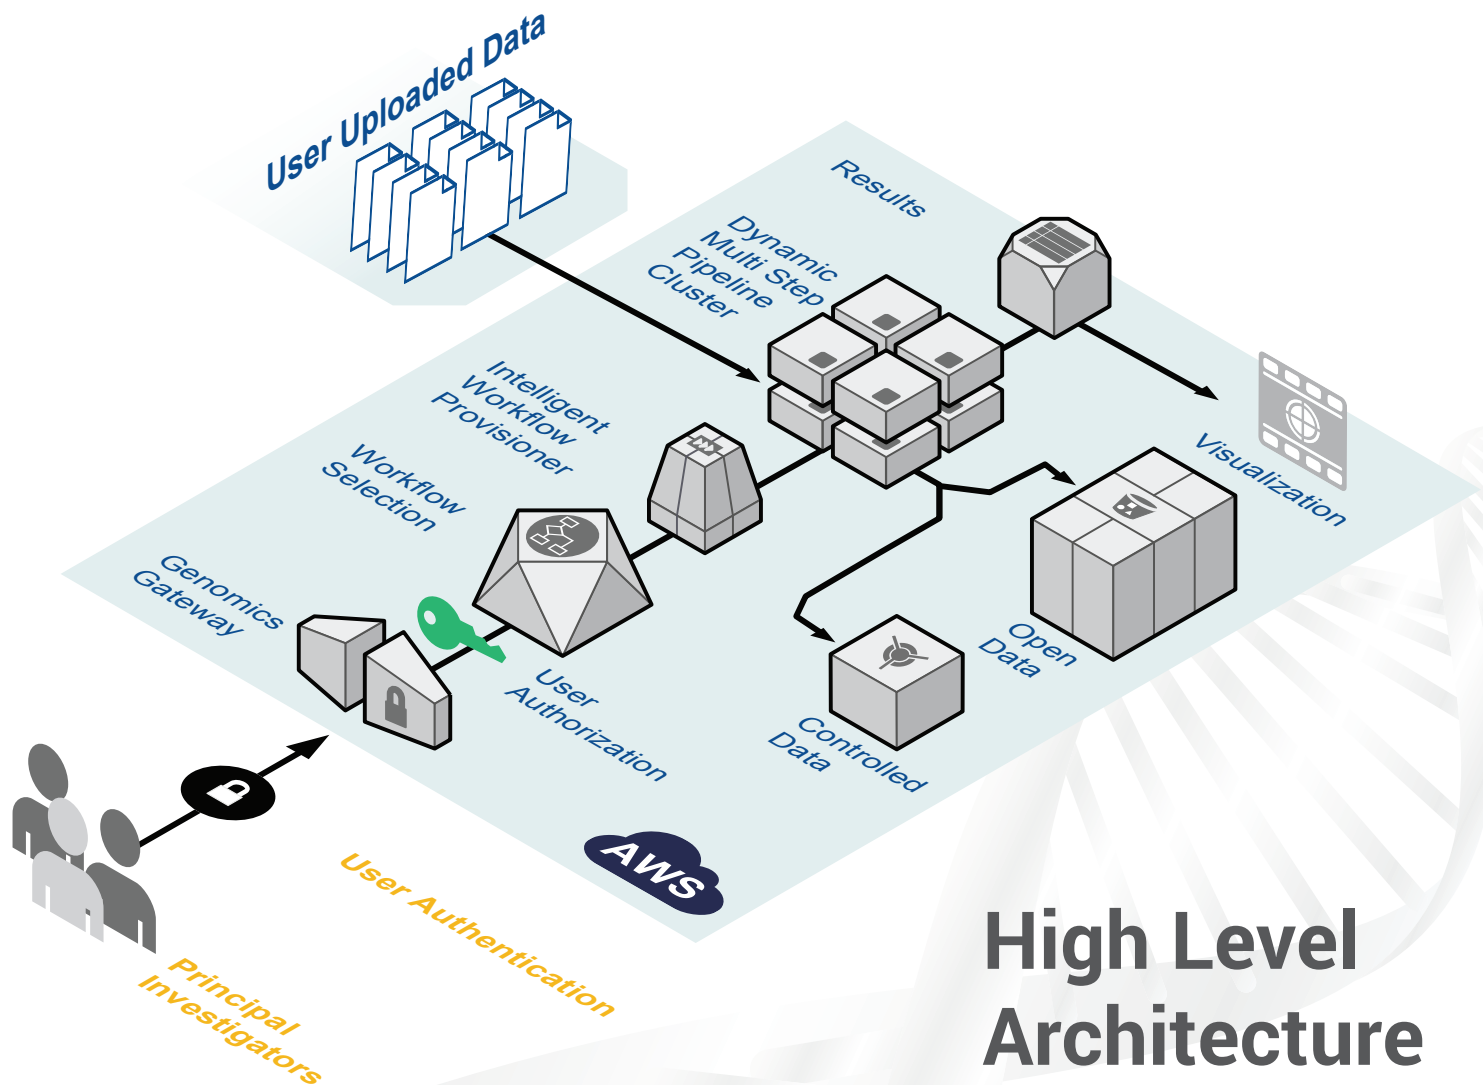 User Uploaded Data
Results
Dynamic
Multi Step
Pipeline
Cluster
Intelligent
Workflow
Provisioner
Workflow
Selection
Genomics
Gateway
User
Authorization
Visualization
Open
Data
Controlled
Data
AWS
User Authentication
Principal
Investigators
High Level
Architecture